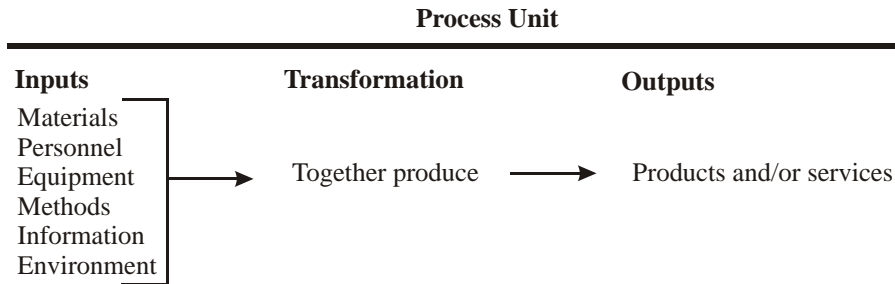 Process Unit
Inputs Transformation Outputs
Materials
Personnel
Equipment Together produce Products and/or services
Methods
Information
Environment